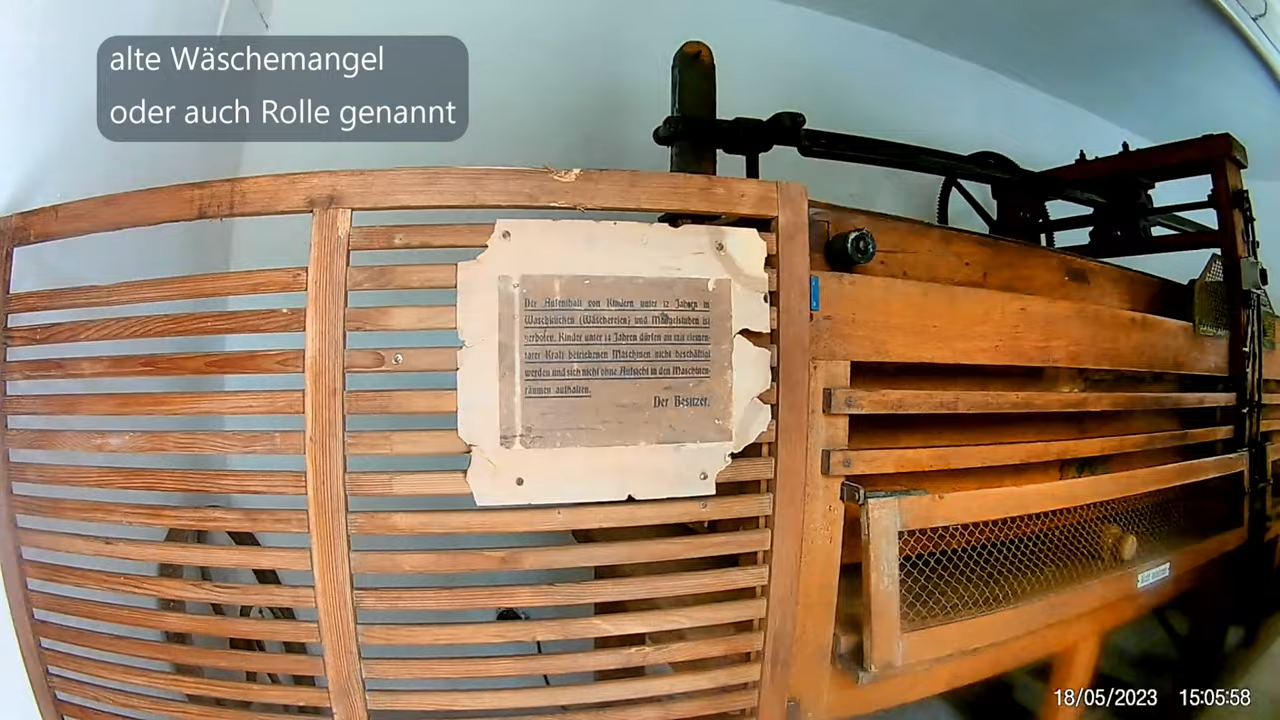 alte Wäschemangel
oder auch Rolle genannt
Der Aufenthalt von Kindern unter 12 Jahren in
Waschküchen (Wäschereien) und Mangelstuben ist
verboten. Kinder unter 14 Jahren dürfen an mit elemen-
tarer Kraft betriebenen Maschinen nicht beschäftigt
werden und sich nicht ohne Aufsicht in den Maschinen-
räumen aufhalten.
Der Besitzer.
18/05/2023 15:05:58